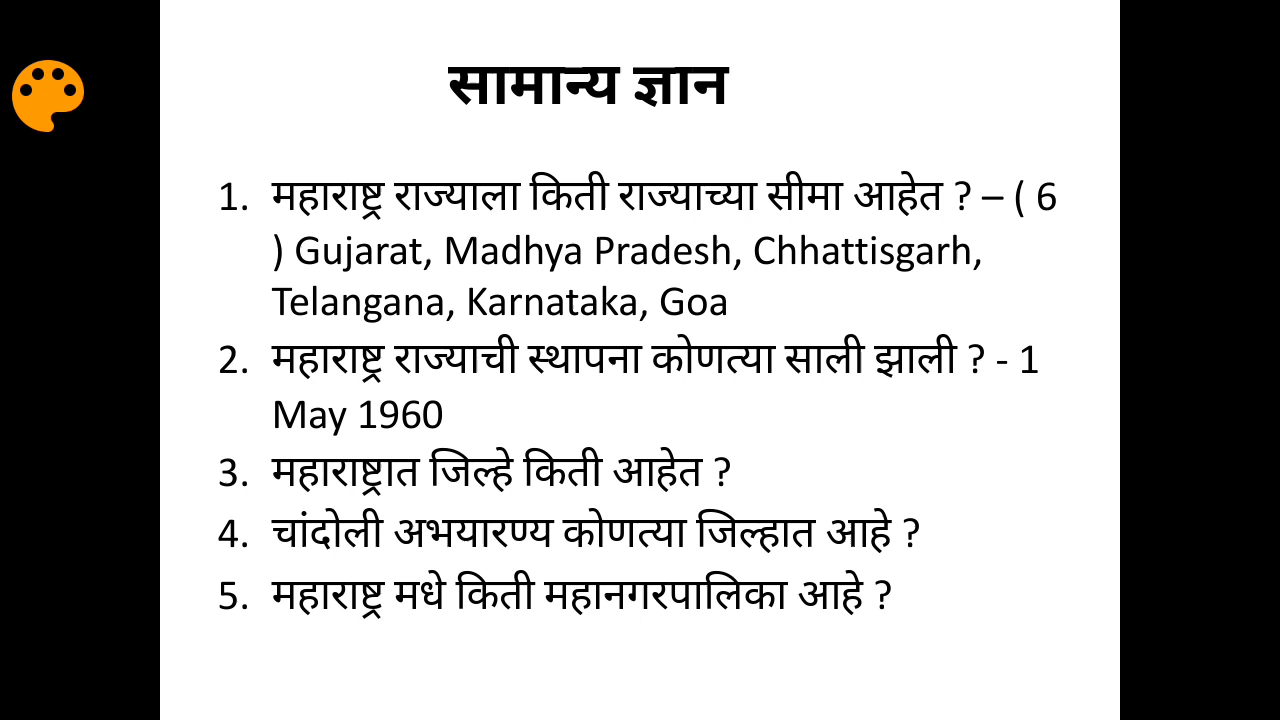 सामान्य ज्ञान
1. महाराष्ट्र राज्याला किती राज्याच्या सीमा आहेत ? – ( 6
) Gujarat, Madhya Pradesh, Chhattisgarh,
Telangana, Karnataka, Goa
2. महाराष्ट्र राज्याची स्थापना कोणत्या साली झाली ? - 1
May 1960
3. महाराष्ट्रात जिल्हे किती आहेत ?
4. चांदोली अभयारण्य कोणत्या जिल्हात आहे ?
5. महाराष्ट्र मधे किती महानगरपालिका आहे ?